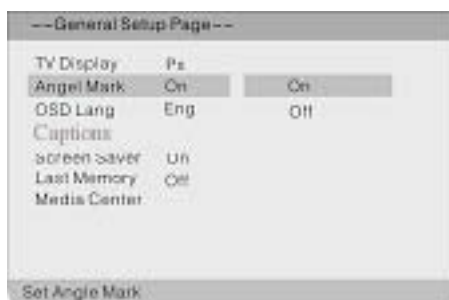 --General Setup Page--
TV Display Ps
Angel Mark On On
OSD Lang Eng Off
Captions
Screen Saver On
Last Memory Off
Media Center
Set Angle Mark